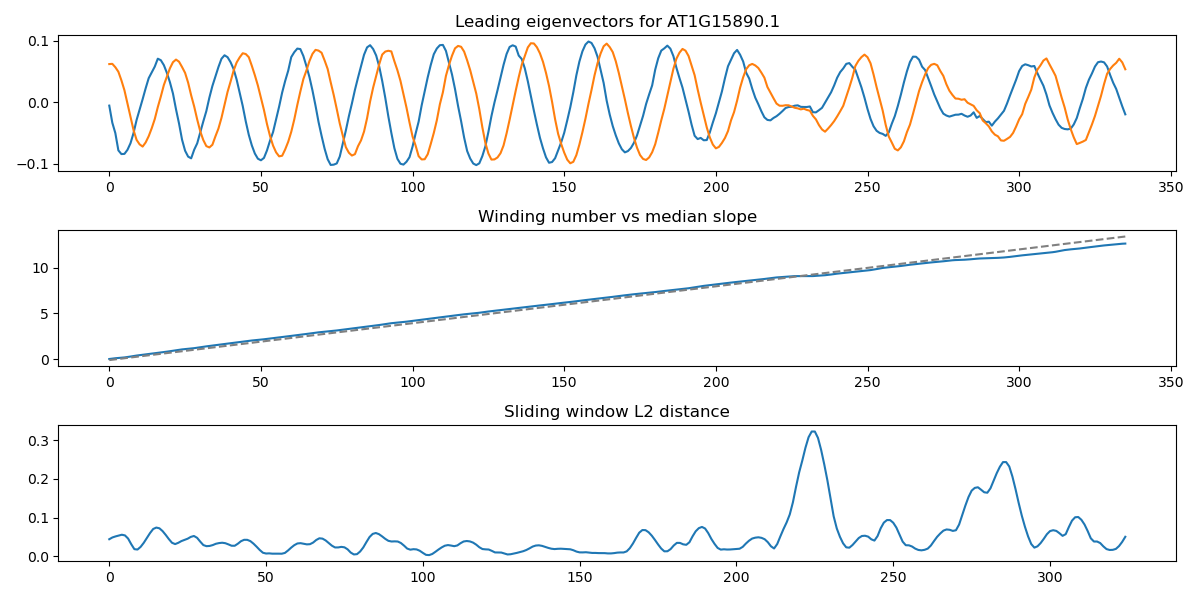 Leading eigenvectors for AT1G15890.1
0.1
0.0
−0.1
0 50 100 150 200 250 300 350
Winding number vs median slope
10
5
0
0 50 100 150 200 250 300 350
Sliding window L2 distance
0.3
0.2
0.1
0.0
0 50 100 150 200 250 300